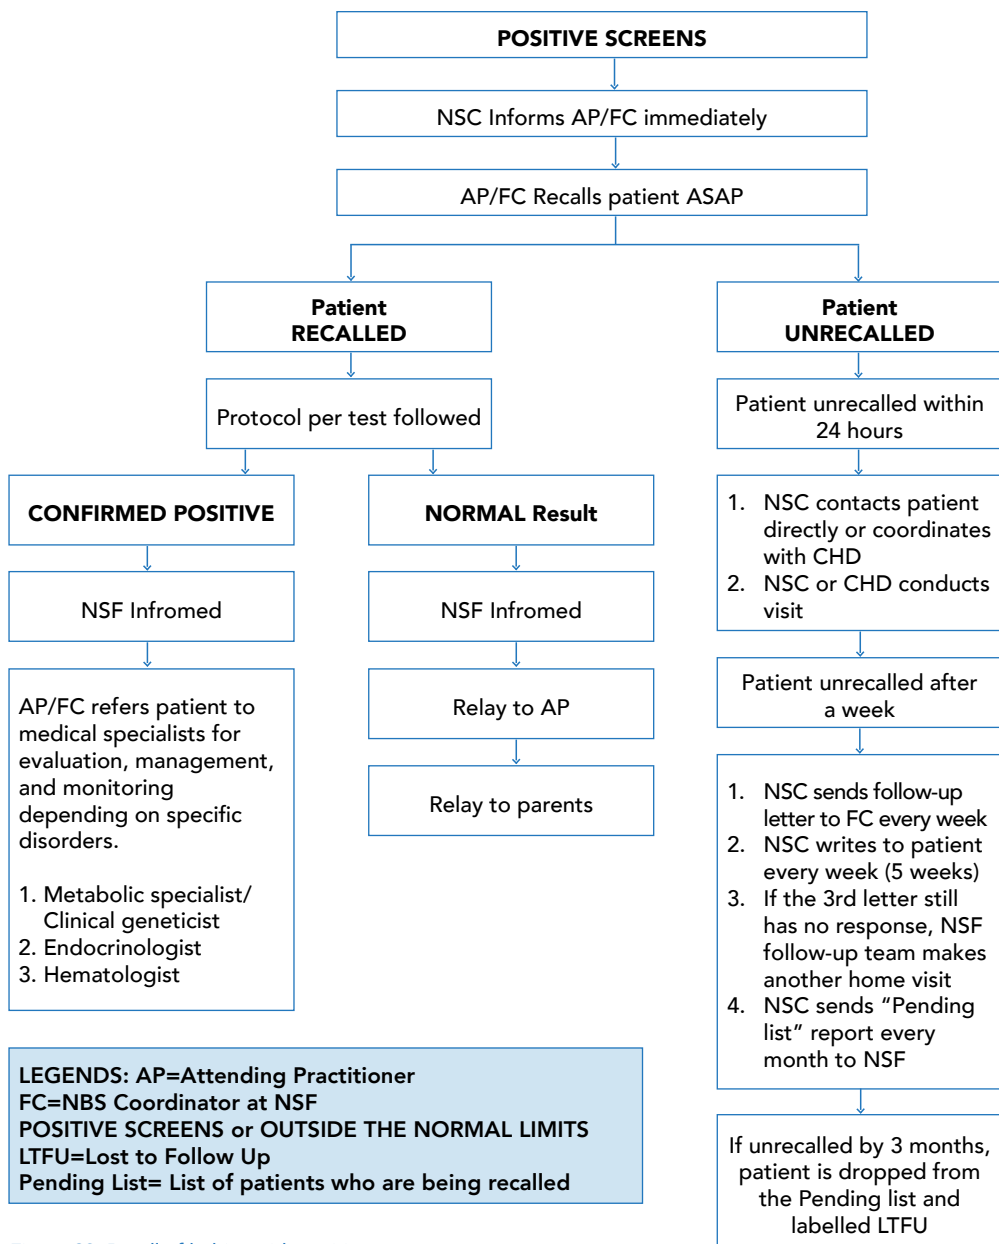 POSITIVE SCREENS
NSC Informs AP/FC immediately
AP/FC Recalls patient ASAP
Patient
RECALLED
Protocol per test followed
CONFIRMED POSITIVE
NSF Infromed
AP/FC refers patient to
medical specialists for
evaluation, management,
and monitoring
depending on specific
disorders.
1. Metabolic specialist/
Clinical geneticist
2. Endocrinologist
3. Hematologist
NORMAL Result
NSF Infromed
Relay to AP
Relay to parents
Patient
UNRECALLED
Patient unrecalled within
24 hours
1. NSC contacts patient
directly or coordinates
with CHD
2. NSC or CHD conducts
visit
Patient unrecalled after
a week
1. NSC sends follow-up
letter to FC every week
2. NSC writes to patient
every week (5 weeks)
3. If the 3rd letter still
has no response, NSF
follow-up team makes
another home visit
4. NSC sends “Pending
list” report every
month to NSF
If unrecalled by 3 months,
patient is dropped from
the Pending list and
labelled LTFU
LEGENDS: AP=Attending Practitioner
FC=NBS Coordinator at NSF
POSITIVE SCREENS or OUTSIDE THE NORMAL LIMITS
LTFU=Lost to Follow Up
Pending List= List of patients who are being recalled